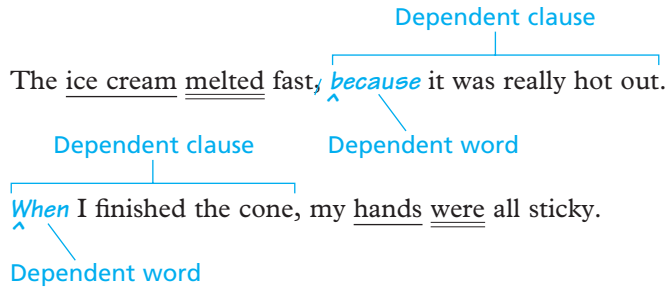 Dependent clause
The ice cream melted fast, because it was really hot out.
Dependent clause Dependent word
When I finished the cone, my hands were all sticky.
Dependent word